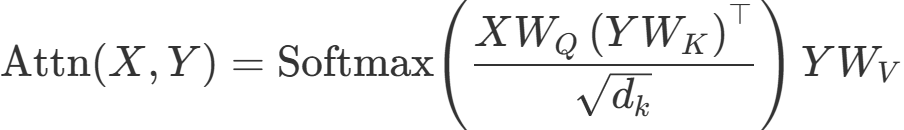 Attn(X, Y) = Softmax( XW_Q (YW_K)^⊤ / √d_k ) YW_V